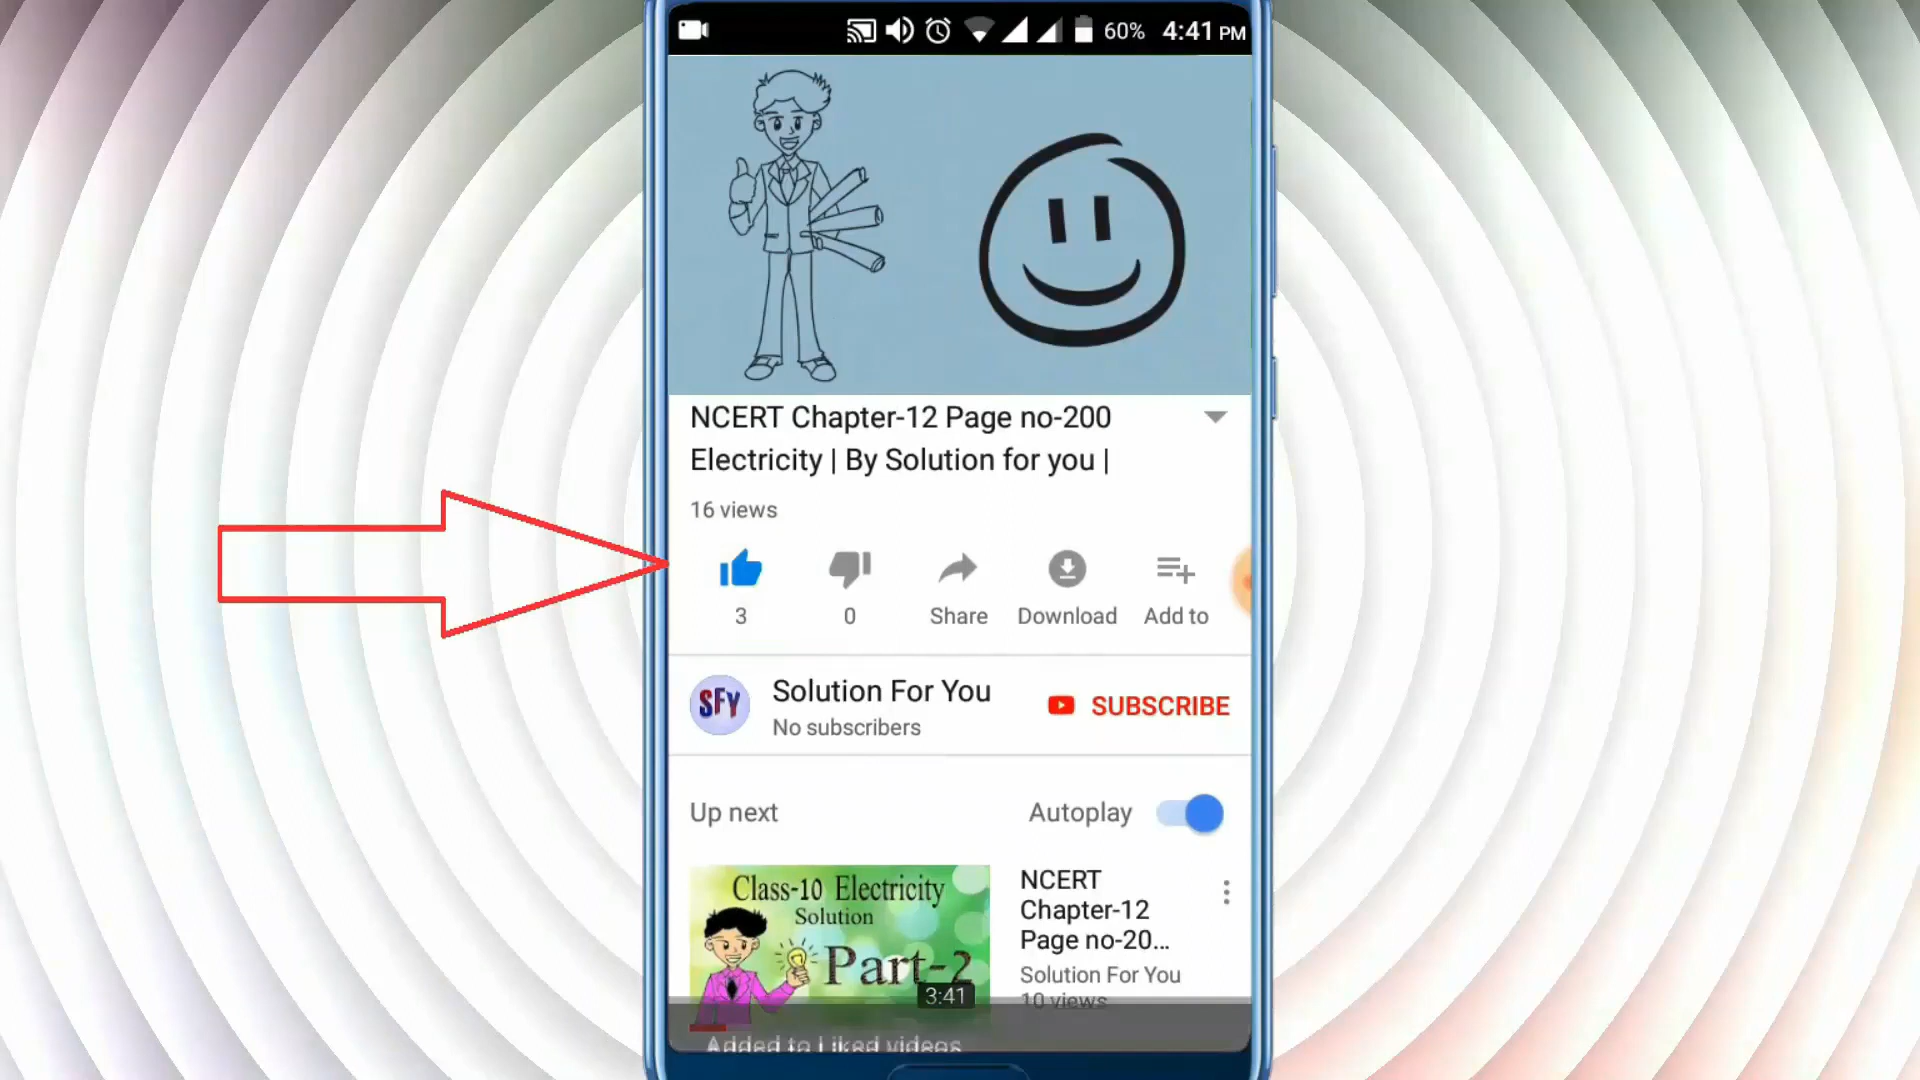 60% 4:41 PM
NCERT Chapter-12 Page no-200
Electricity | By Solution for you |
16 views
3
0
Share
Download
Add to
SFY
Solution For You
No subscribers
SUBSCRIBE
Up next
Autoplay
Class-10 Electricity
Solution
Part-2
3:41
NCERT
Chapter-12
Page no-20...
Solution For You
10 views
Added to Liked videos